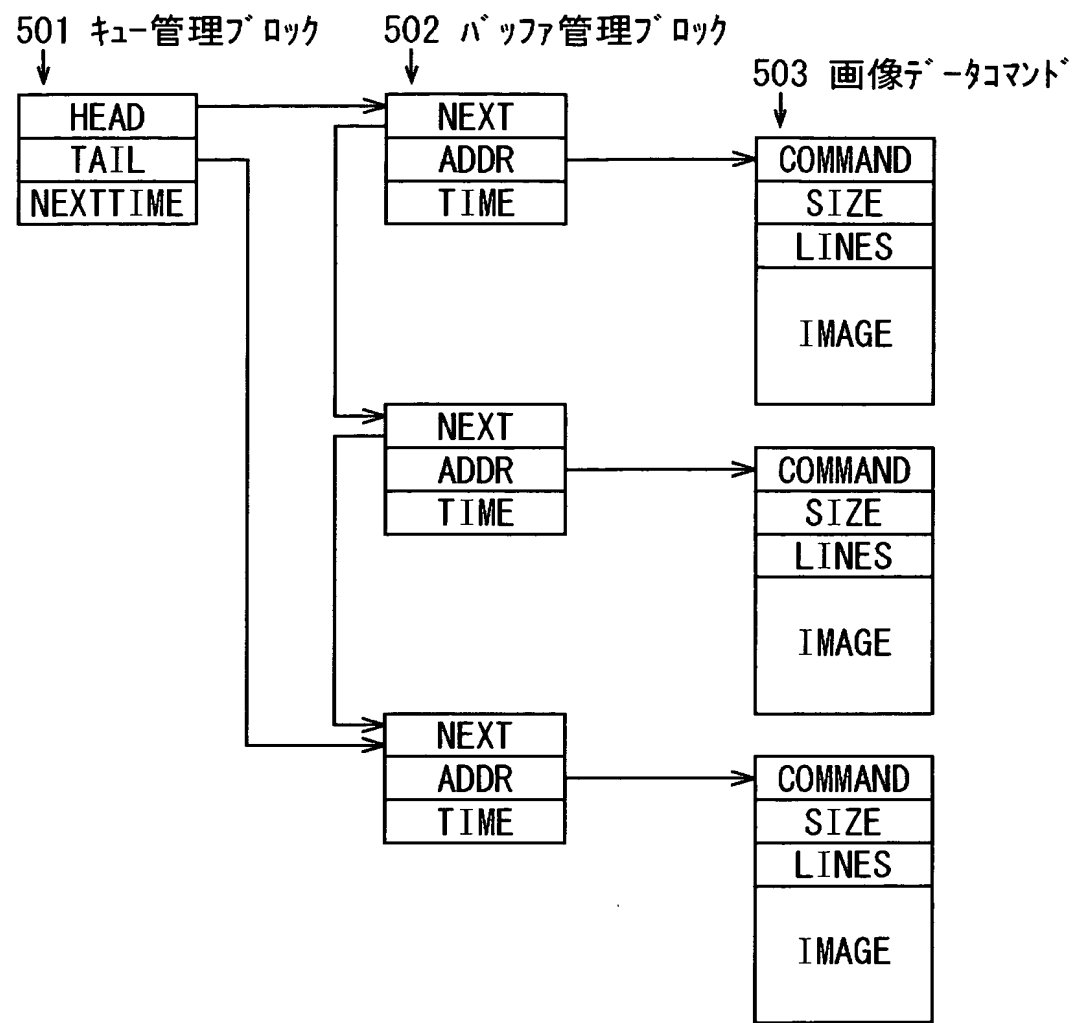 501 キュー管理ブロック
502 バッファ管理ブロック
503 画像データコマンド
HEAD
TAIL
NEXTTIME
NEXT
ADDR
TIME
COMMAND
SIZE
LINES
IMAGE
NEXT
ADDR
TIME
COMMAND
SIZE
LINES
IMAGE
NEXT
ADDR
TIME
COMMAND
SIZE
LINES
IMAGE